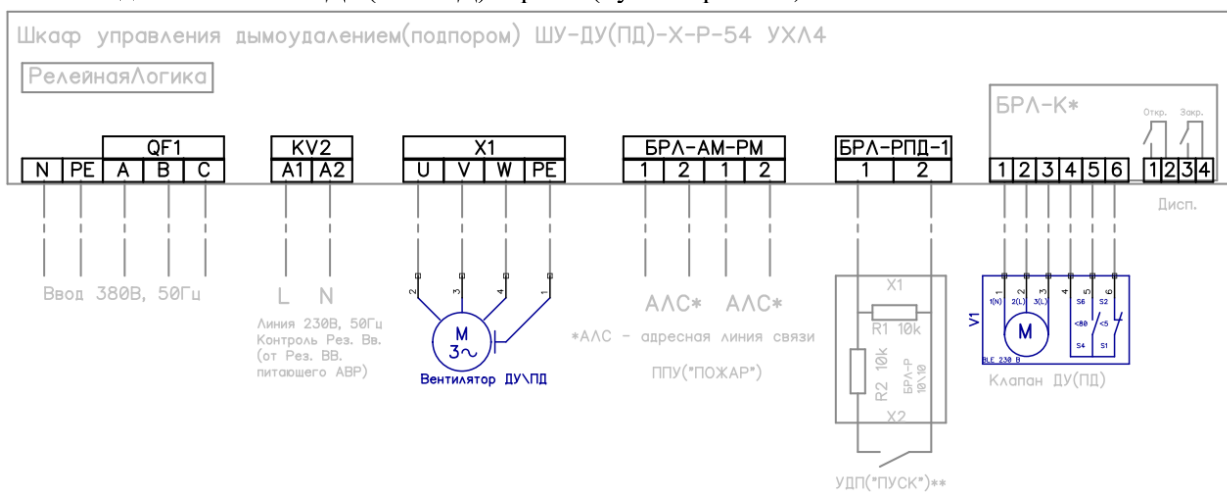 Шкаф управления дымоудалением(подпором) ШУ-ДУ(ПД)-Х-Р-54 УХЛ4
РелейнаяЛогика
БРЛ-К*
Откр. Закр.
QF1
KV2
X1
БРЛ-АМ-РМ
БРЛ-РПД-1
N PE A B C
A1 A2
U V W PE
1 2 1 2
1 2
1 2 3 4 5 6
1 2 3 4
Дисп.
Ввод 380В, 50Гц
L N
Линия 230В, 50Гц
Контроль Рез. Вв.
(от Рез. ВВ.
питающего АВР)
2 3 4 1
M
3~
Вентилятор ДУ\ПД
АЛС* АЛС*
*АЛС - адресная линия связи
ППУ("ПОЖАР")
X1
R1 10k
R2 10k
БРЛ-Р
10\10
X2
УДП("ПУСК")**
1 2 3 4 5 6
1(N) 2(L) 3(L) S6 S2
V1
M
<80 <5
S4 S1
BLE 230 В
Клапан ДУ(ПД)